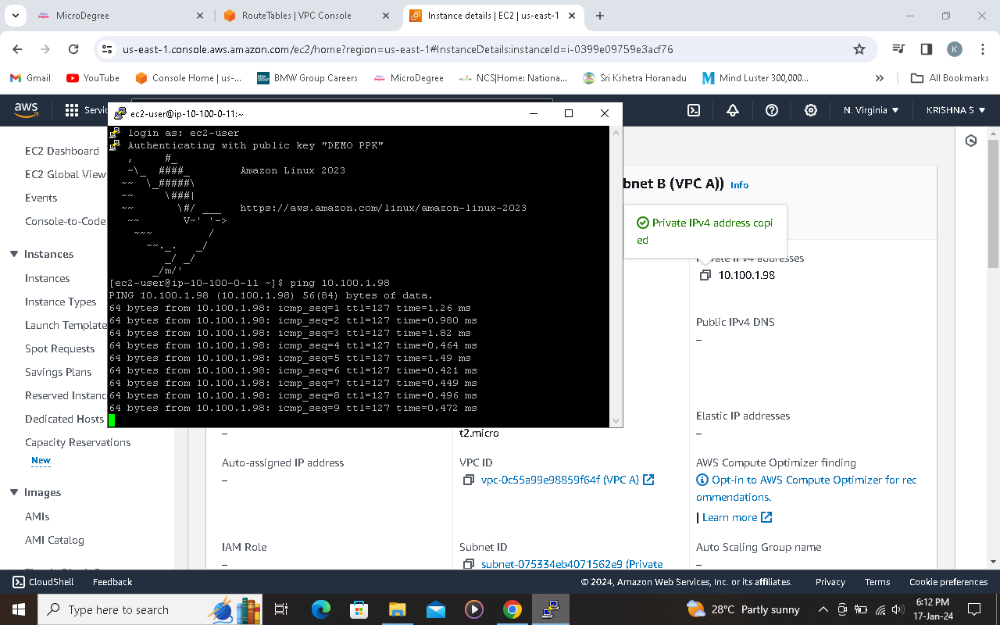 MicroDegree
RouteTables | VPC Console
Instance details | EC2 | us-east-1
us-east-1.console.aws.amazon.com/ec2/home?region=us-east-1#InstanceDetails:instanceId=i-0399e09759e3acf76
K
Gmail
YouTube
Console Home | us-...
BMW Group Careers
MicroDegree
NCS|Home: Nationa...
Sri Kshetra Horanadu
Mind Luster 300,000...
All Bookmarks
aws
Servic
N. Virginia
KRISHNA S
ec2-user@ip-10-100-0-11:~
login as: ec2-user
Authenticating with public key "DEMO PPK"
   ,     #_
   ~\_  ####_        Amazon Linux 2023
  ~~  \_#####\
  ~~     \###|
  ~~       \#/ ___   https://aws.amazon.com/linux/amazon-linux-2023
   ~~       V~' '->
    ~~~         /
      ~~._.   _/
         _/ _/
       _/m/'
[ec2-user@ip-10-100-0-11 ~]$ ping 10.100.1.98
PING 10.100.1.98 (10.100.1.98) 56(84) bytes of data.
64 bytes from 10.100.1.98: icmp_seq=1 ttl=127 time=1.26 ms
64 bytes from 10.100.1.98: icmp_seq=2 ttl=127 time=0.980 ms
64 bytes from 10.100.1.98: icmp_seq=3 ttl=127 time=1.82 ms
64 bytes from 10.100.1.98: icmp_seq=4 ttl=127 time=0.464 ms
64 bytes from 10.100.1.98: icmp_seq=5 ttl=127 time=1.49 ms
64 bytes from 10.100.1.98: icmp_seq=6 ttl=127 time=0.421 ms
64 bytes from 10.100.1.98: icmp_seq=7 ttl=127 time=0.449 ms
64 bytes from 10.100.1.98: icmp_seq=8 ttl=127 time=0.496 ms
64 bytes from 10.100.1.98: icmp_seq=9 ttl=127 time=0.472 ms
EC2 Dashboard
EC2 Global View
Events
Console-to-Code
Instances
Instances
Instance Types
Launch Template
Spot Requests
Savings Plans
Reserved Instanc
Dedicated Hosts
Capacity Reservations
New
Images
AMIs
AMI Catalog
bnet B (VPC A)) Info
Private IPv4 address copi
ed
Private IPv4 addresses
10.100.1.98
Public IPv4 DNS
–
Elastic IP addresses
–
–
t2.micro
Auto-assigned IP address
–
VPC ID
vpc-0c55a99e98859f64f (VPC A)
AWS Compute Optimizer finding
Opt-in to AWS Compute Optimizer for rec
ommendations.
| Learn more
IAM Role
–
Subnet ID
subnet-075334eb4071562e9 (Private
Auto Scaling Group name
–
CloudShell
Feedback
© 2024, Amazon Web Services, Inc. or its affiliates.
Privacy
Terms
Cookie preferences
Type here to search
28°C Partly sunny
6:12 PM
17-Jan-24